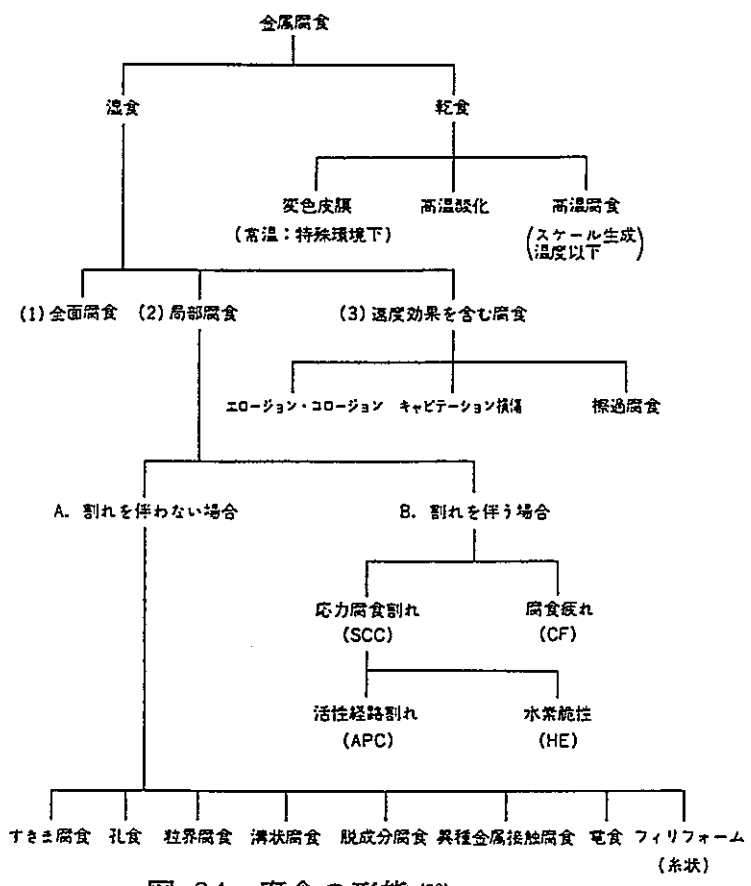 金属腐食
湿食 乾食
変色皮膜 高温酸化 高温腐食
(常温：特殊環境下) (スケール生成
温度以下)
(1)全面腐食 (2)局部腐食 (3)速度効果を含む腐食
エロージョン・コロージョン キャビテーション損傷 擦過腐食
A. 割れを伴わない場合 B. 割れを伴う場合
応力腐食割れ 腐食疲れ
(SCC) (CF)
活性経路割れ 水素脆性
(APC) (HE)
すきま腐食 孔食 粒界腐食 溝状腐食 脱成分腐食 異種金属接触腐食 電食 フィリフォーム
(糸状)
腐食の形態